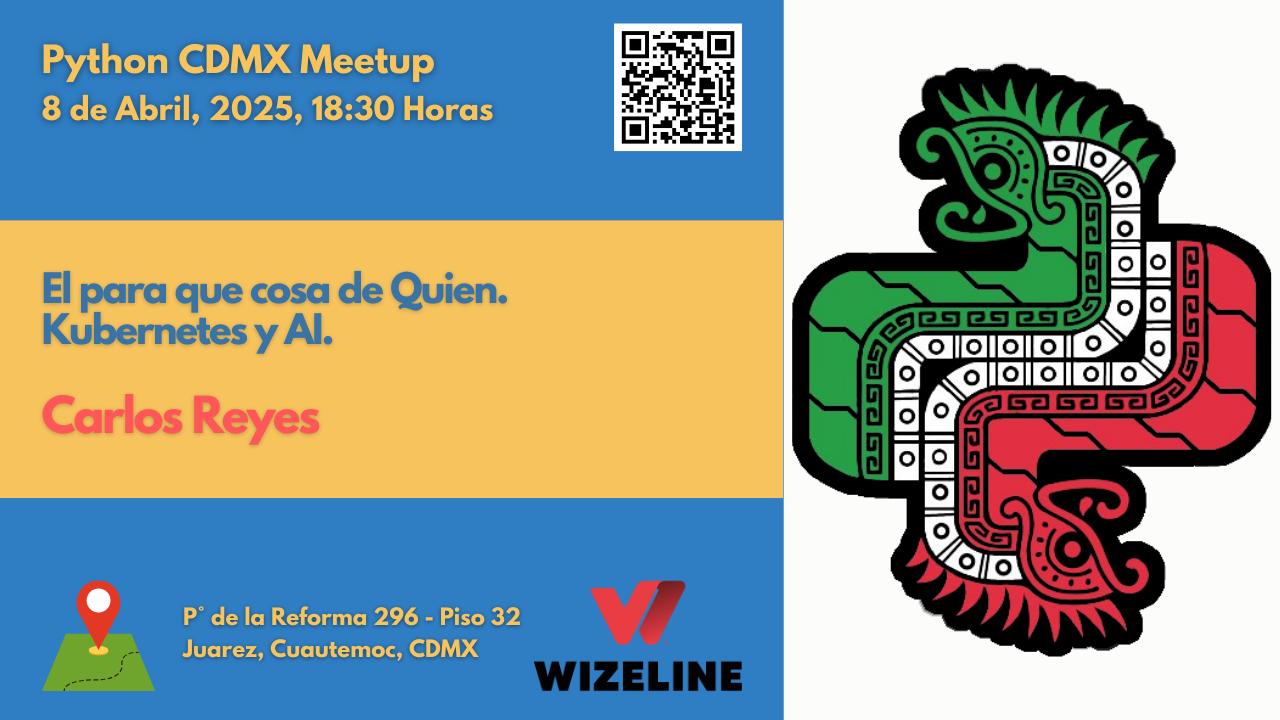 Python CDMX Meetup
8 de Abril, 2025, 18:30 Horas
El para que cosa de Quien.
Kubernetes y AI.
Carlos Reyes
P° de la Reforma 296 - Piso 32
Juarez, Cuautemoc, CDMX
WIZELINE